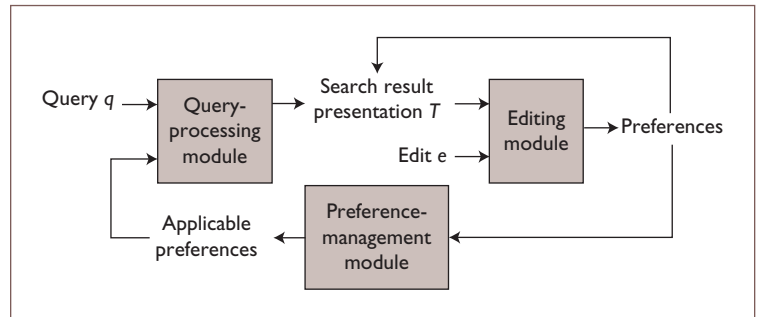 Query q
Query-
processing
module
Search result
presentation T
Edit e
Editing
module
Preferences
Preference-
management
module
Applicable
preferences